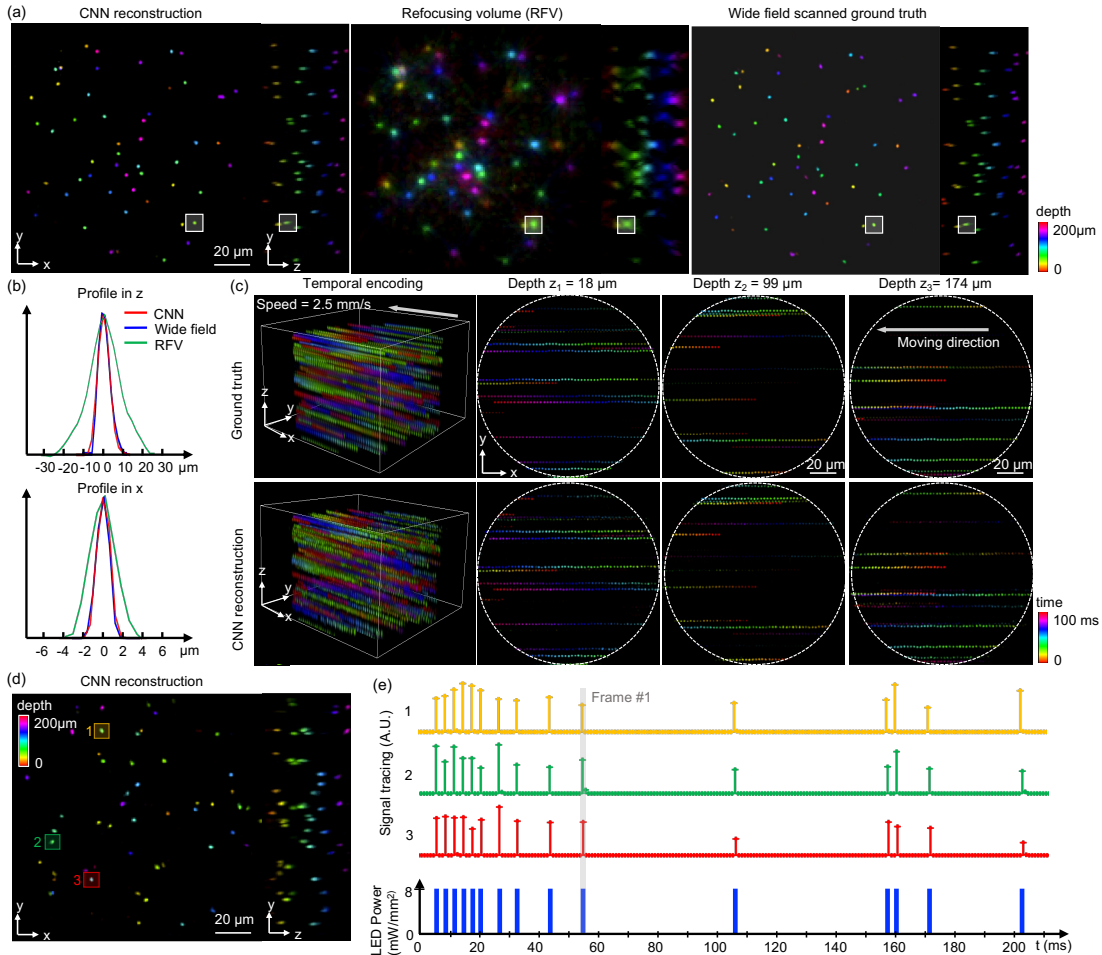 (a)
CNN reconstruction
Refocusing volume (RFV)
Wide field scanned ground truth
y
x
20 μm
y
z
depth
200μm
0
(b)
Profile in z
CNN
Wide field
RFV
-30 -20 -10 0 10 20 30 μm
Profile in x
-6 -4 -2 0 2 4 6 μm
(c)
Temporal encoding
Depth z₁ = 18 μm
Depth z₂ = 99 μm
Depth z₃= 174 μm
Speed = 2.5 mm/s
Moving direction
Ground truth
z
y
x
y
x
20 μm
20 μm
CNN reconstruction
z
y
x
time
100 ms
0
(d)
CNN reconstruction
depth
200μm
0
1
2
3
y
x
20 μm
y
z
(e)
Frame #1
Signal tracing (A.U.)
1
2
3
LED Power
(mW/mm²)
8
0
0 20 40 60 80 100 120 140 160 180 200 t (ms)